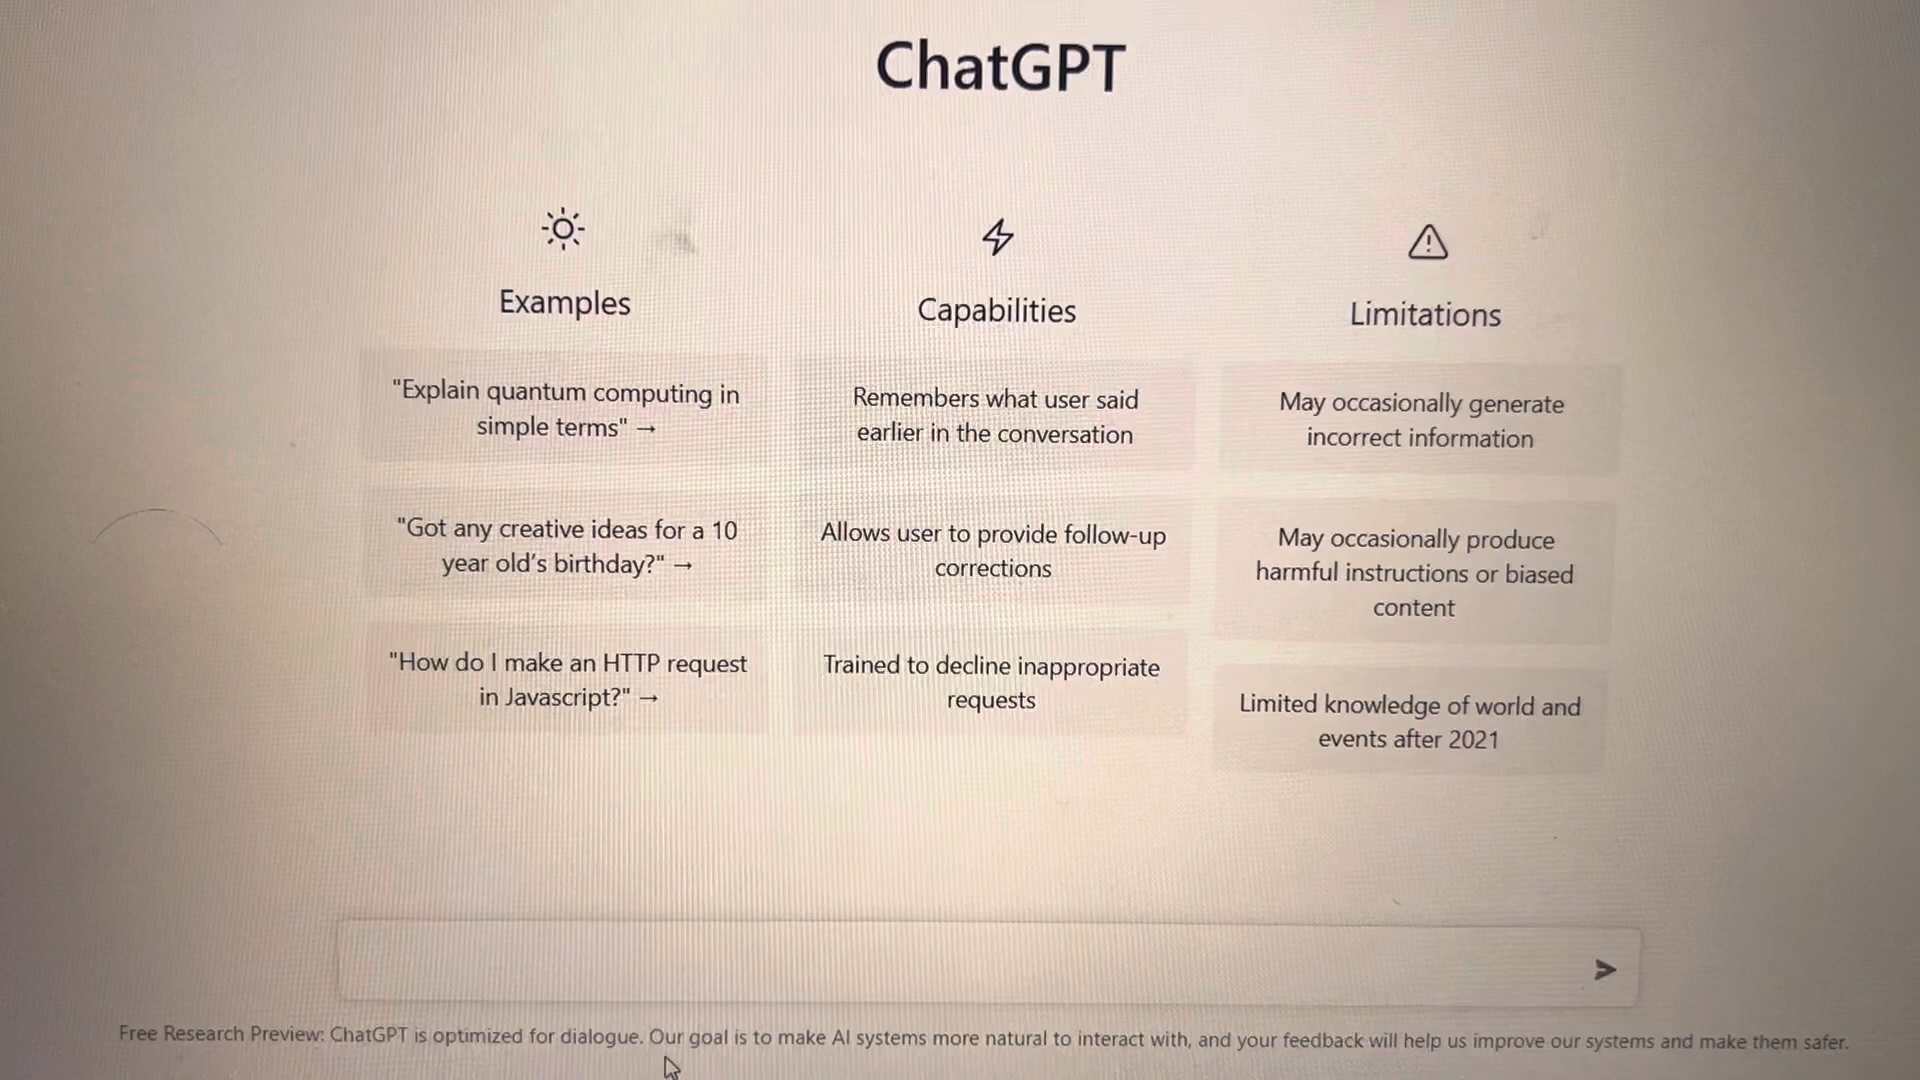 ChatGPT
Examples
"Explain quantum computing in
simple terms" →
"Got any creative ideas for a 10
year old's birthday?" →
"How do I make an HTTP request
in Javascript?" →
Capabilities
Remembers what user said
earlier in the conversation
Allows user to provide follow-up
corrections
Trained to decline inappropriate
requests
Limitations
May occasionally generate
incorrect information
May occasionally produce
harmful instructions or biased
content
Limited knowledge of world and
events after 2021
Free Research Preview: ChatGPT is optimized for dialogue. Our goal is to make AI systems more natural to interact with, and your feedback will help us improve our systems and make them safer.